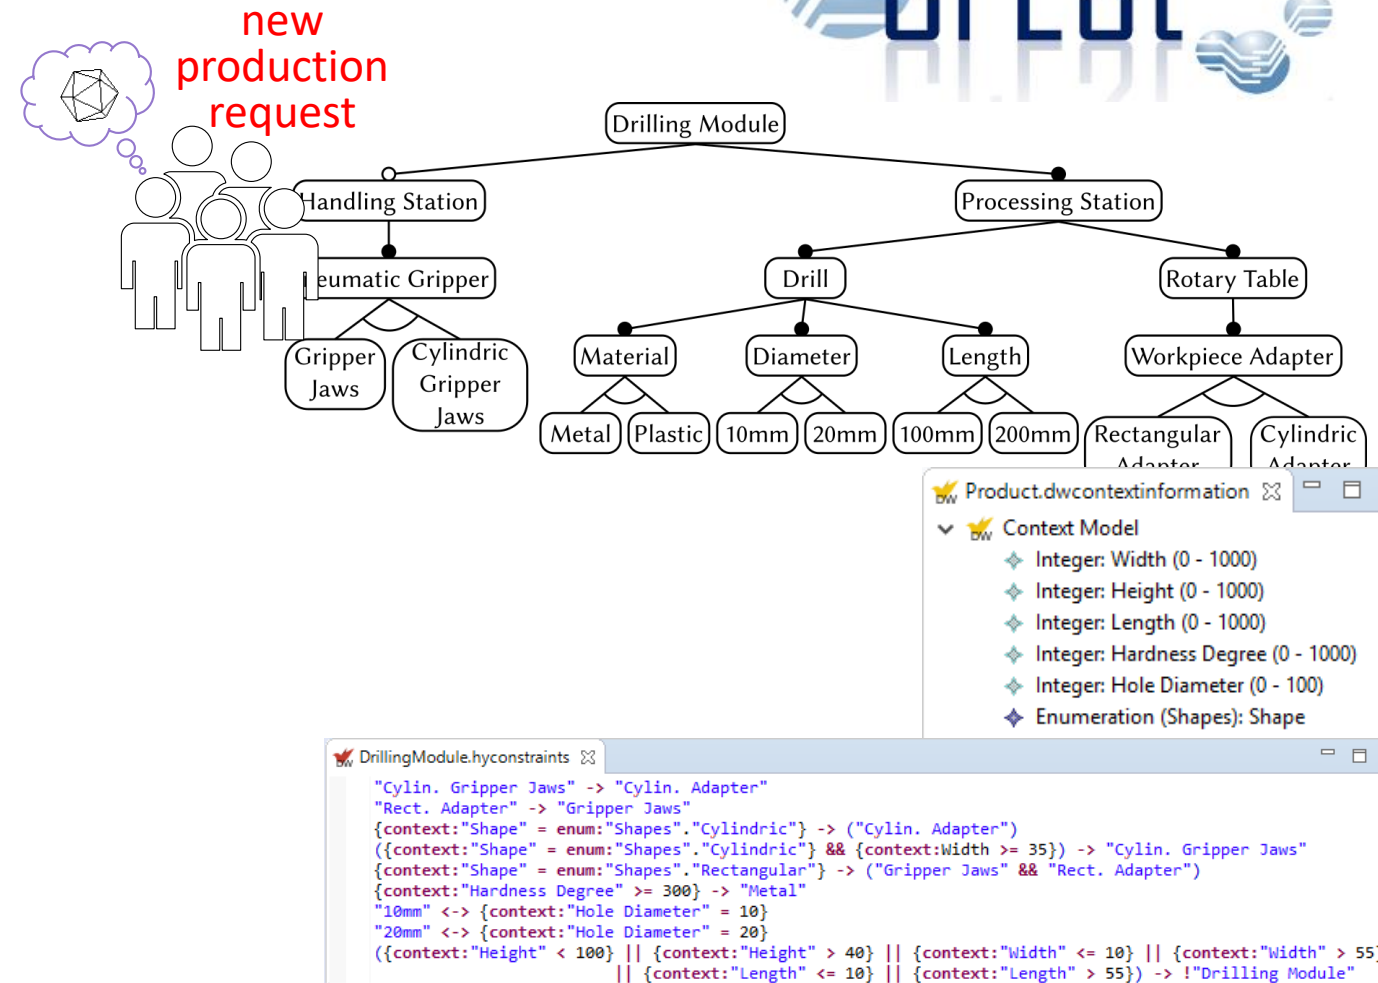 new
production
request
Drilling Module
Handling Station
Processing Station
Gripper
Drill
Rotary Table
Gripper
Jaws
Cylindric
Gripper
Jaws
Material
Diameter
Length
Workpiece Adapter
Metal
Plastic
10mm
20mm
100mm
200mm
Rectangular
Adapter
Cylindric
Adapter
Product.dwcontextinformation
Context Model
Integer: Width (0 - 1000)
Integer: Height (0 - 1000)
Integer: Length (0 - 1000)
Integer: Hardness Degree (0 - 1000)
Integer: Hole Diameter (0 - 100)
Enumeration (Shapes): Shape
DrillingModule.hyconstraints
"Cylin. Gripper Jaws" -> "Cylin. Adapter"
"Rect. Adapter" -> "Gripper Jaws"
{context:"Shape" = enum:"Shapes"."Cylindric"} -> ("Cylin. Adapter")
({context:"Shape" = enum:"Shapes"."Cylindric"} && {context:Width >= 35}) -> "Cylin. Gripper Jaws"
{context:"Shape" = enum:"Shapes"."Rectangular"} -> ("Gripper Jaws" && "Rect. Adapter")
{context:"Hardness Degree" >= 300} -> "Metal"
"10mm" <-> {context:"Hole Diameter" = 10}
"20mm" <-> {context:"Hole Diameter" = 20}
({context:"Height" < 100} || {context:"Height" > 40} || {context:"Width" <= 10} || {context:"Width" > 55}
|| {context:"Length" <= 10} || {context:"Length" > 55}) -> !"Drilling Module"